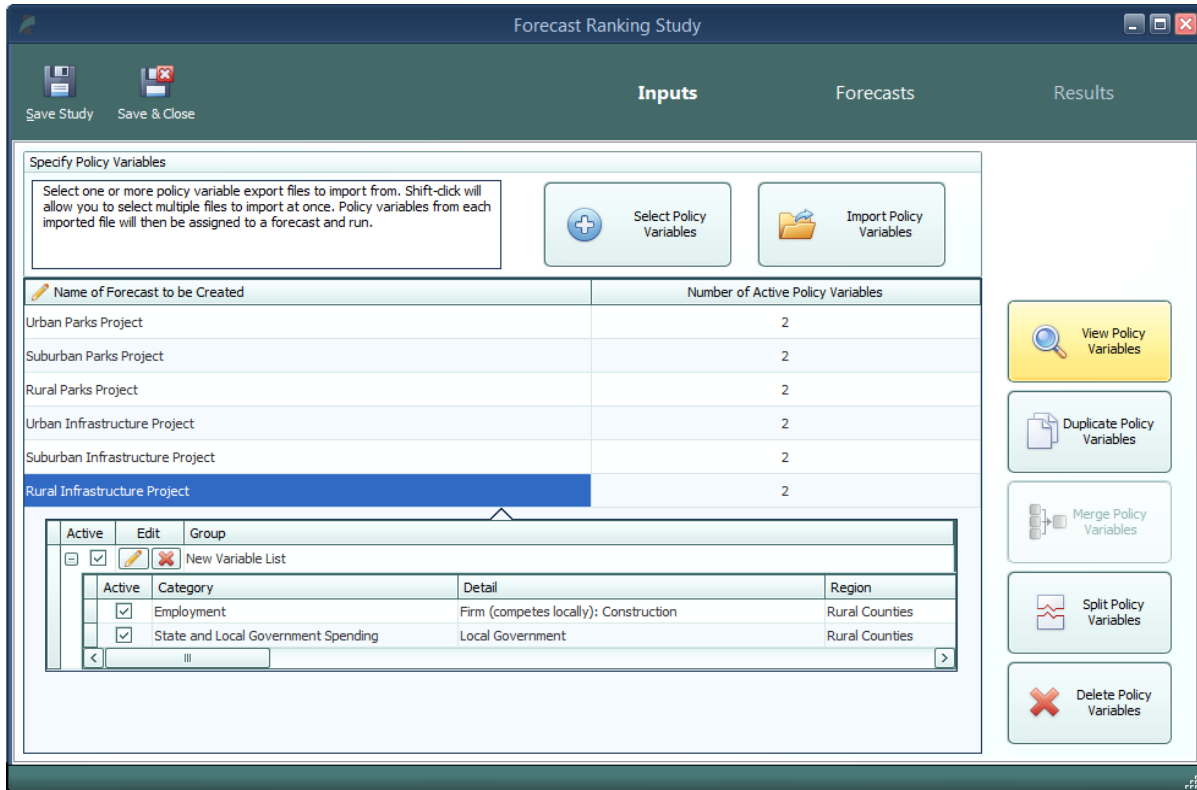 Forecast Ranking Study
Save Study
Save & Close
Inputs
Forecasts
Results
Specify Policy Variables
Select one or more policy variable export files to import from. Shift-click will
allow you to select multiple files to import at once. Policy variables from each
imported file will then be assigned to a forecast and run.
Select Policy
Variables
Import Policy
Variables
Name of Forecast to be Created Number of Active Policy Variables
Urban Parks Project 2
Suburban Parks Project 2
Rural Parks Project 2
Urban Infrastructure Project 2
Suburban Infrastructure Project 2
Rural Infrastructure Project 2
Active Edit Group
New Variable List
Active Category Detail Region
Employment Firm (competes locally): Construction Rural Counties
State and Local Government Spending Local Government Rural Counties
View Policy
Variables
Duplicate Policy
Variables
Merge Policy
Variables
Split Policy
Variables
Delete Policy
Variables